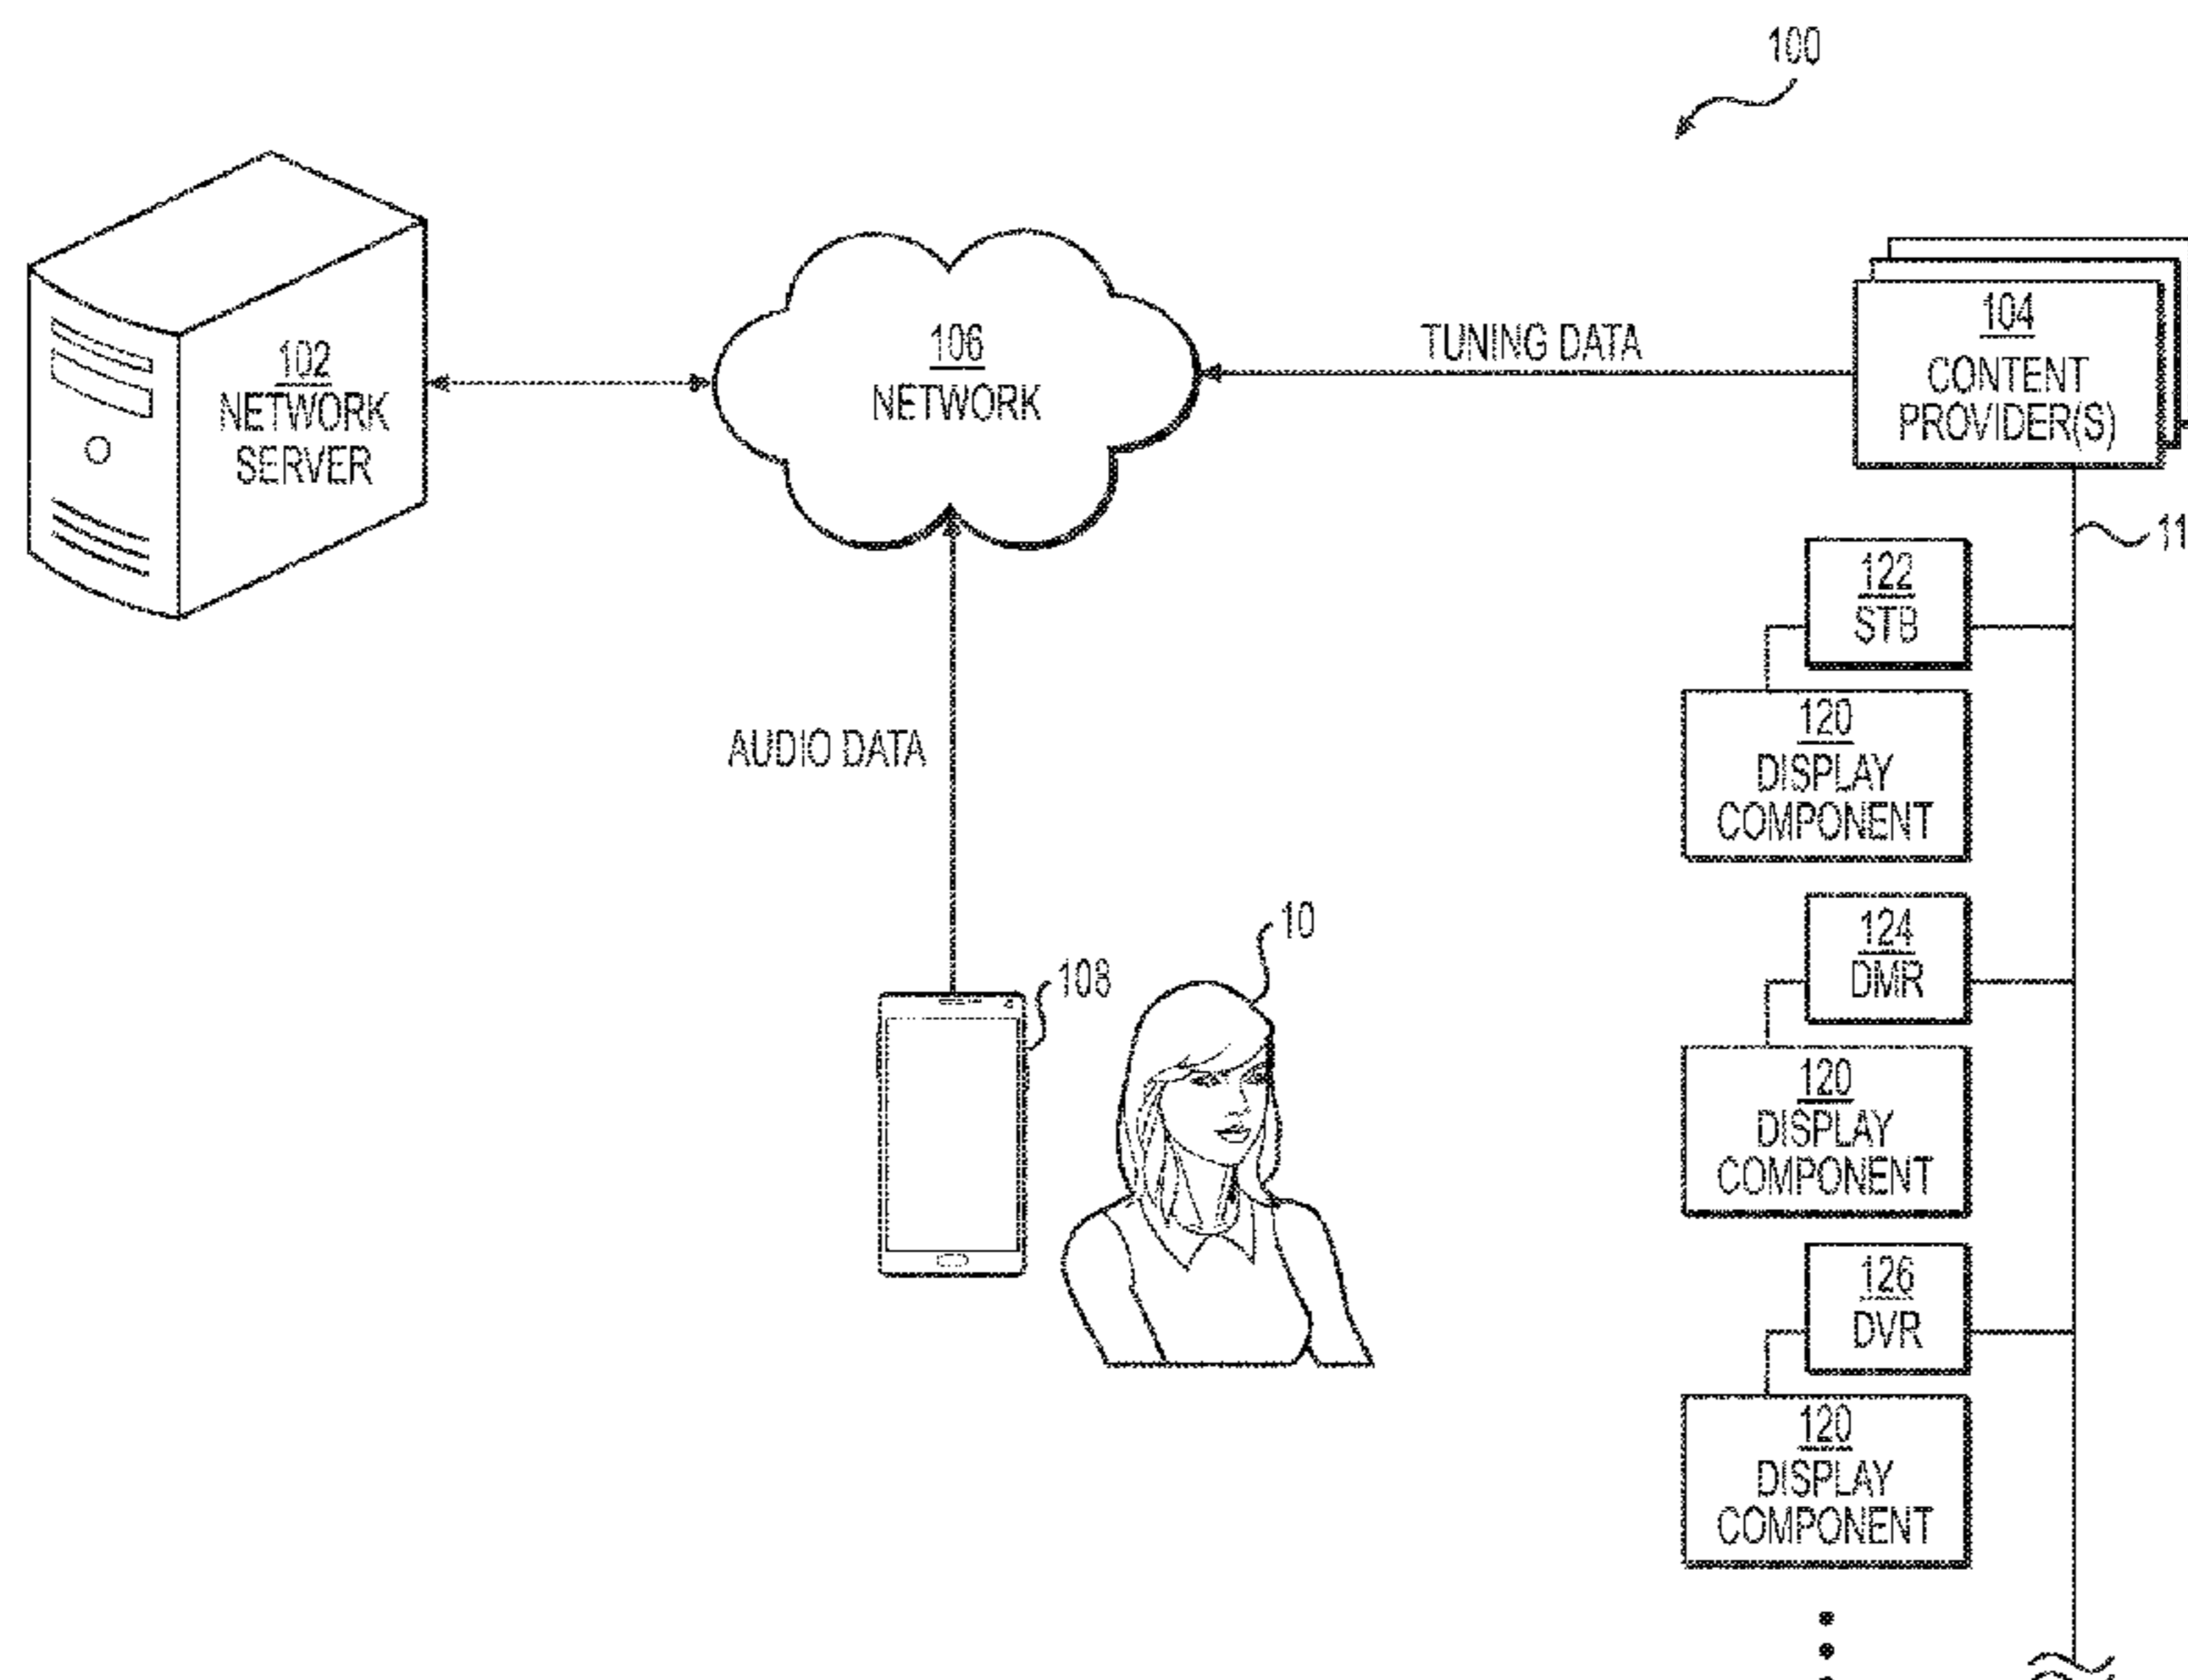 100
102
NETWORK
SERVER
106
NETWORK
TUNING DATA
104
CONTENT
PROVIDER(S)
11
122
STB
120
DISPLAY
COMPONENT
AUDIO DATA
10
108
124
DMR
120
DISPLAY
COMPONENT
126
DVR
120
DISPLAY
COMPONENT